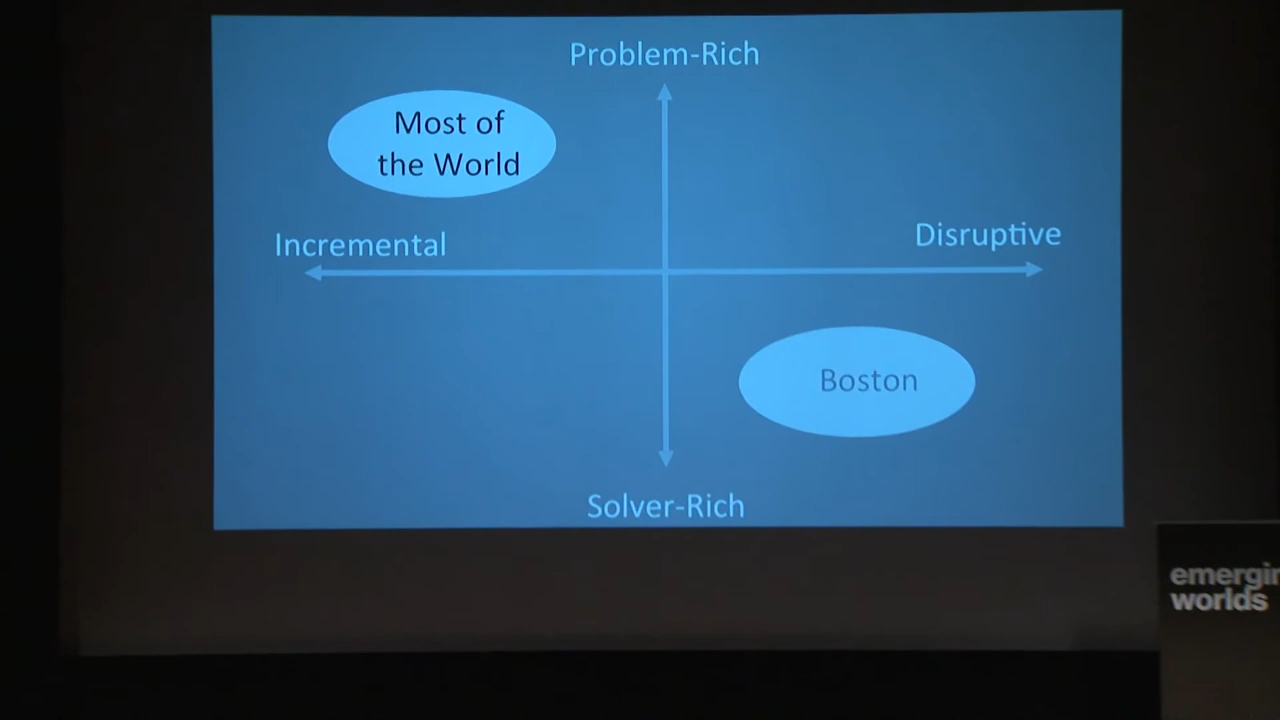 Problem-Rich
Most of
the World
Incremental
Disruptive
Boston
Solver-Rich
emergin
worlds